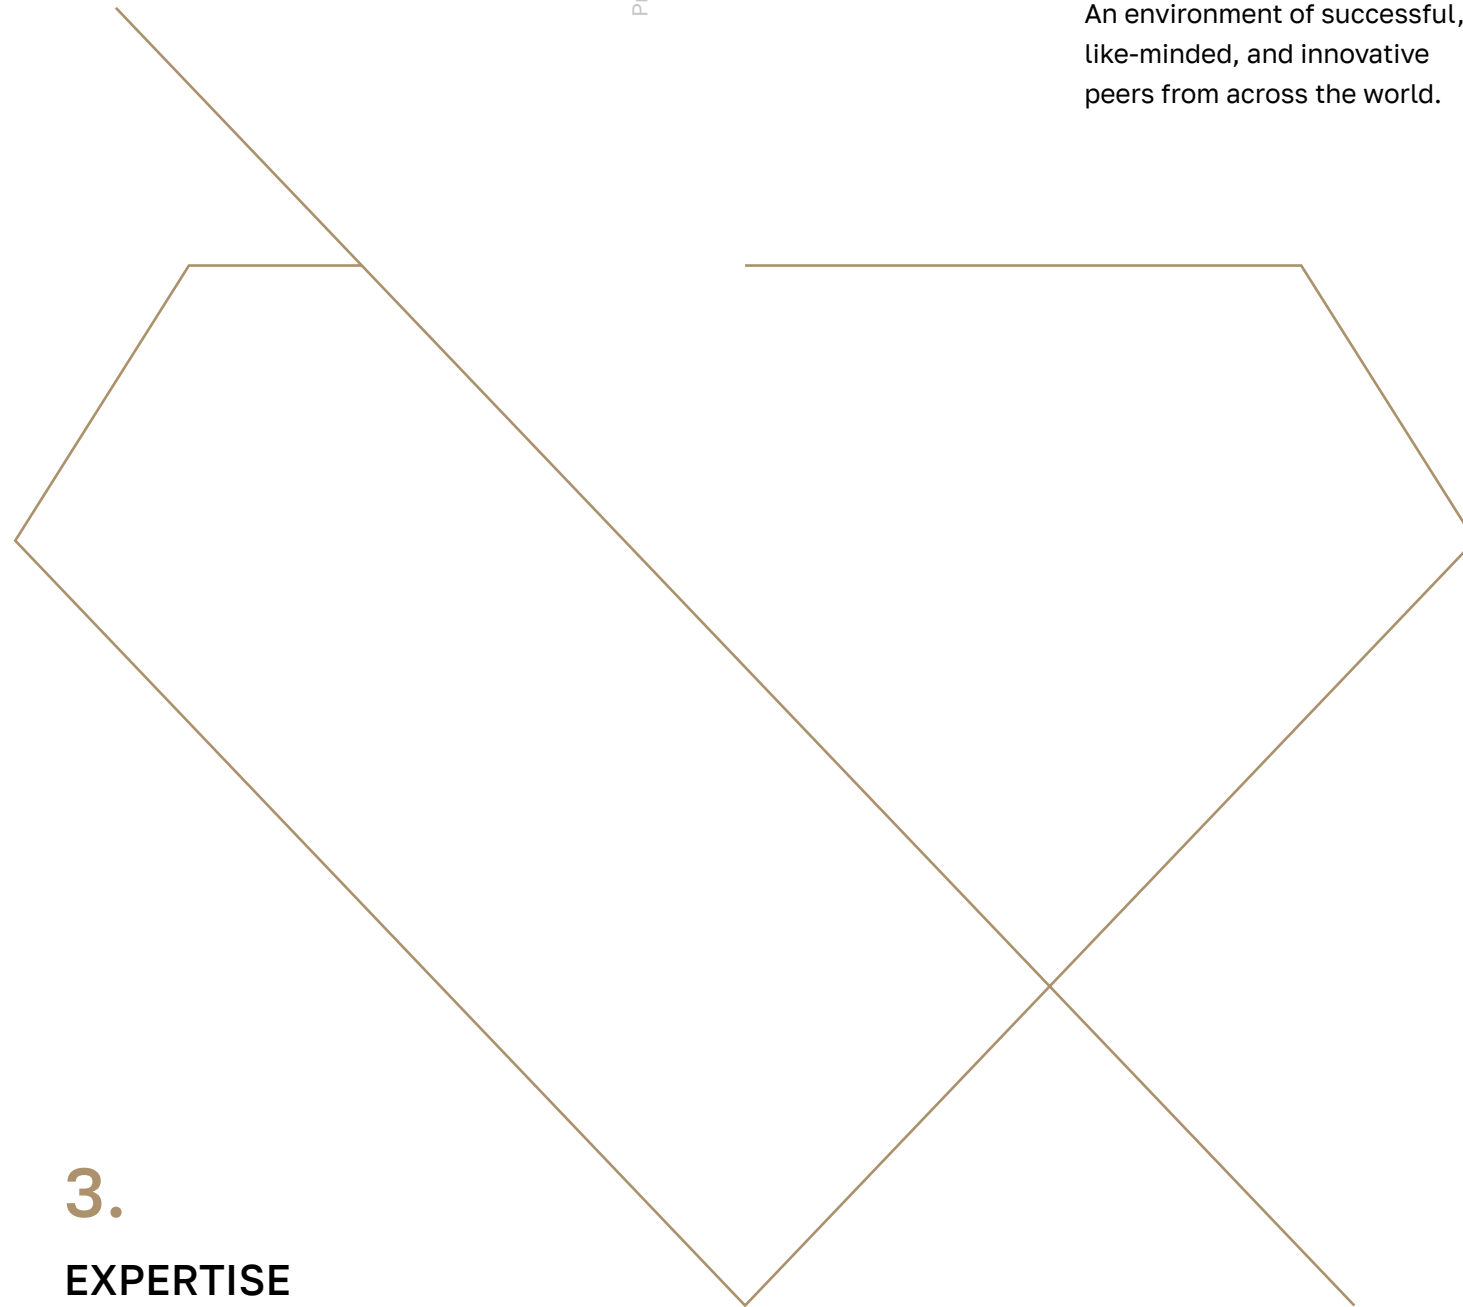 An environment of successful,
like-minded, and innovative
peers from across the world.
3.
EXPERTISE